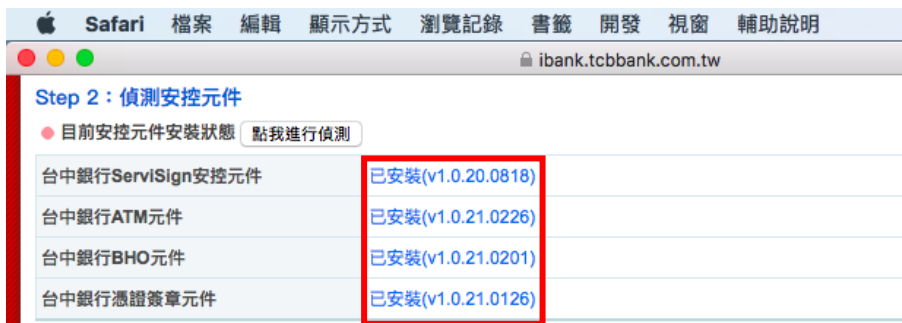 Safari 檔案 編輯 顯示方式 瀏覽記錄 書籤 開發 視窗 輔助說明
ibank.tcbbank.com.tw
Step 2：偵測安控元件
目前安控元件安裝狀態 點我進行偵測
台中銀行ServiSign安控元件 已安裝(v1.0.20.0818)
台中銀行ATM元件 已安裝(v1.0.21.0226)
台中銀行BHO元件 已安裝(v1.0.21.0201)
台中銀行憑證簽章元件 已安裝(v1.0.21.0126)